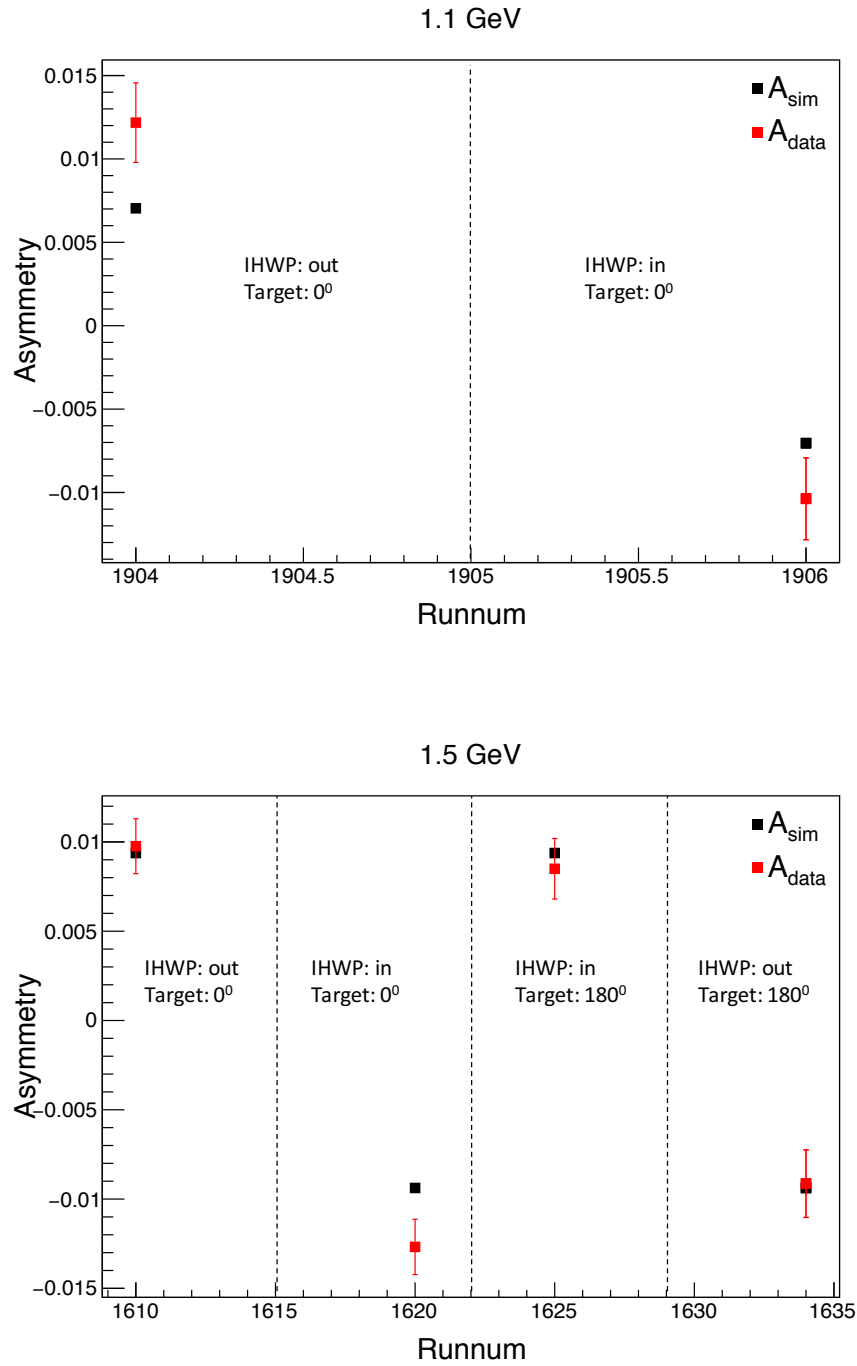 1.1 GeV
0.015
0.01
0.005
0
−0.005
−0.01
Asymmetry
A_sim
A_data
IHWP: out
Target: 0⁰
IHWP: in
Target: 0⁰
1904
1904.5
1905
1905.5
1906
Runnum
1.5 GeV
0.01
0.005
0
−0.005
−0.01
−0.015
Asymmetry
A_sim
A_data
IHWP: out
Target: 0⁰
IHWP: in
Target: 0⁰
IHWP: in
Target: 180⁰
IHWP: out
Target: 180⁰
1610
1615
1620
1625
1630
1635
Runnum